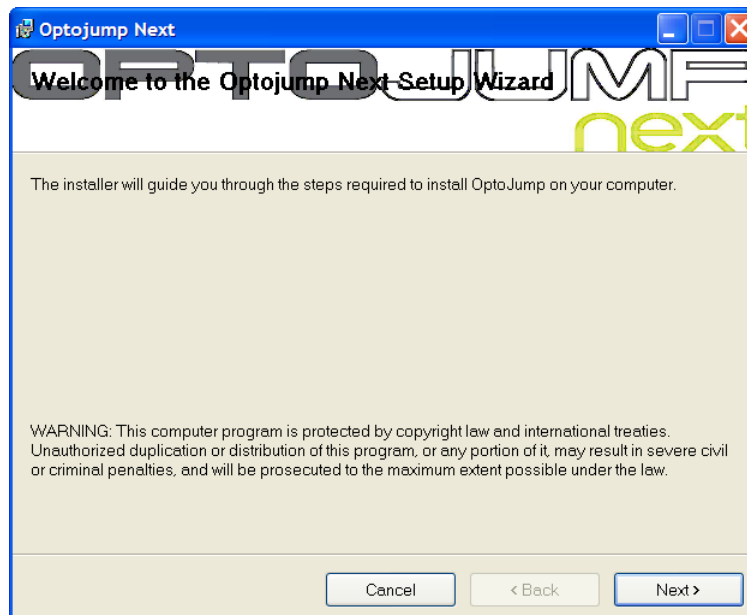 Optojump Next
OPTOJUMP
Welcome to the Optojump Next Setup Wizard
next
The installer will guide you through the steps required to install OptoJump on your computer.
WARNING: This computer program is protected by copyright law and international treaties.
Unauthorized duplication or distribution of this program, or any portion of it, may result in severe civil
or criminal penalties, and will be prosecuted to the maximum extent possible under the law.
Cancel
< Back
Next >